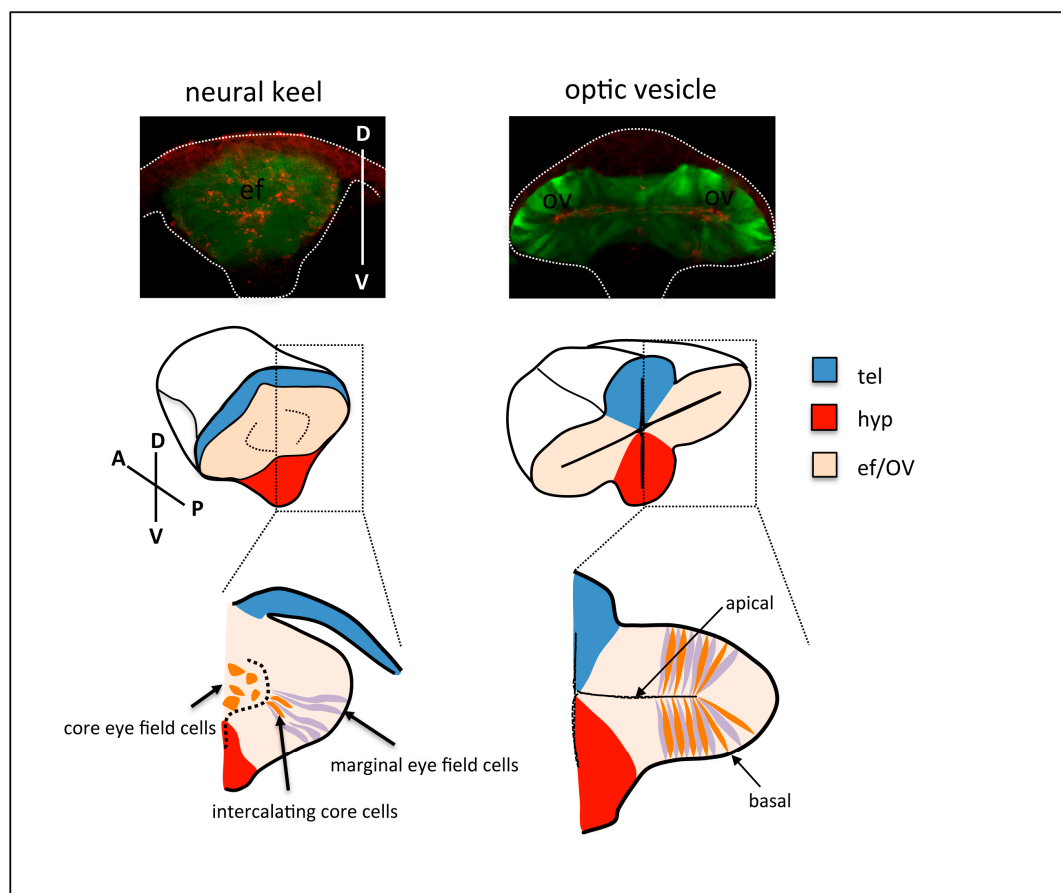 neural keel
optic vesicle
D
ef
V
ov
ov
tel
hyp
ef/OV
D
A
P
V
apical
core eye field cells
marginal eye field cells
intercalating core cells
basal